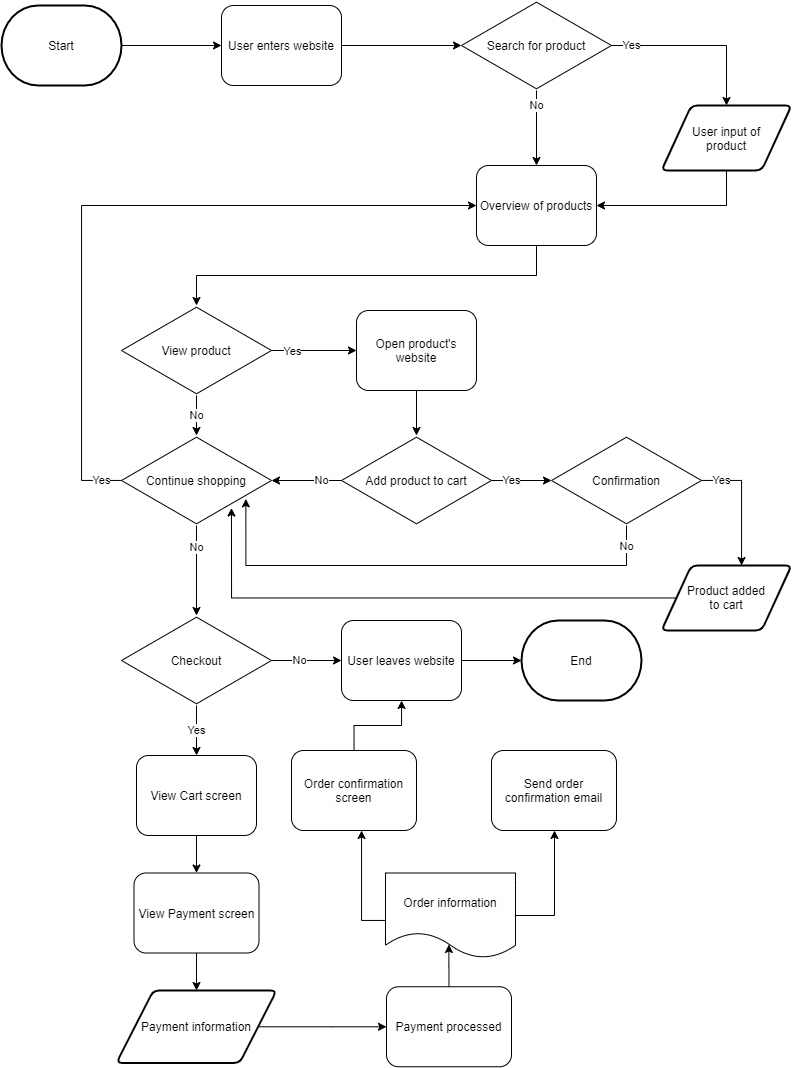 Start
User enters website
Search for product
Yes
No
User input of
product
Overview of products
View product
Yes
Open product's
website
No
Yes
Continue shopping
No
Add product to cart
Yes
Confirmation
Yes
No
No
Product added
to cart
Checkout
No
User leaves website
End
Yes
View Cart screen
Order confirmation
screen
Send order
confirmation email
View Payment screen
Order information
Payment information
Payment processed